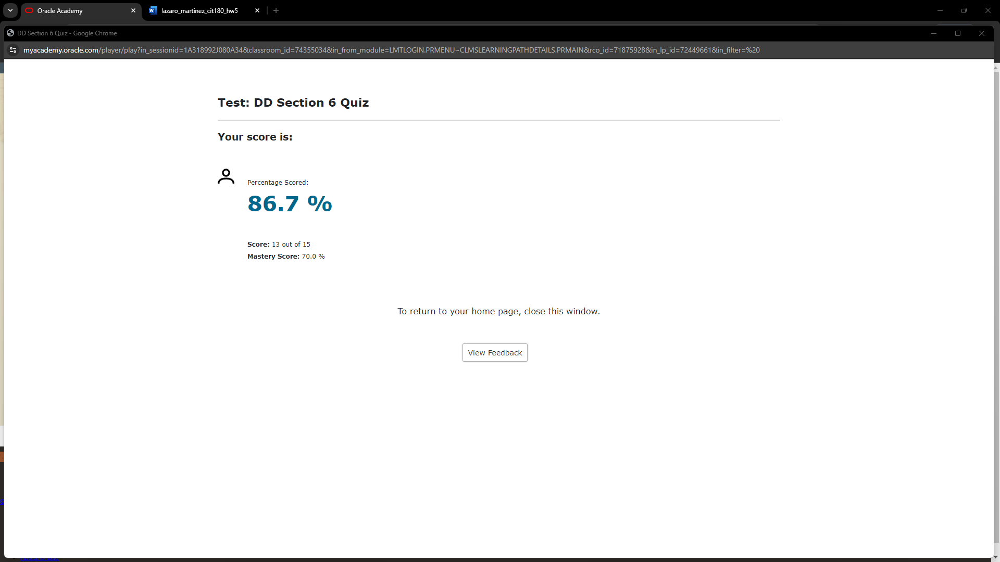 Oracle Academy
lazaro_martinez_cit180_hw5
DD Section 6 Quiz - Google Chrome
myacademy.oracle.com/player/play?in_sessionid=1A318992J080A34&classroom_id=74355034&in_from_module=LMTLOGIN.PRMENU~CLMSLEARNINGPATHDETAILS.PRMAIN&rco_id=71875928&in_lp_id=72449661&in_filter=%20
Test: DD Section 6 Quiz
Your score is:
Percentage Scored:
86.7 %
Score: 13 out of 15
Mastery Score: 70.0 %
To return to your home page, close this window.
View Feedback